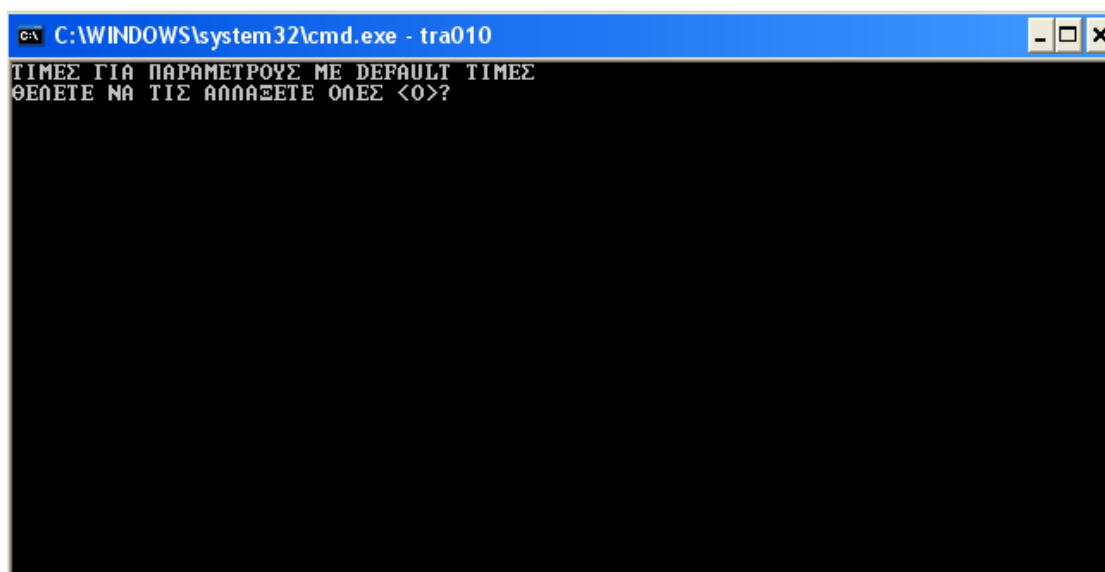 C:\WINDOWS\system32\cmd.exe - tra010
ΤΙΜΕΣ ΓΙΑ ΠΑΡΑΜΕΤΡΟΥΣ ΜΕ DEFAULT ΤΙΜΕΣ
ΘΕΛΕΤΕ ΝΑ ΤΙΣ ΑΛΛΑΞΕΤΕ ΟΛΕΣ <0>?